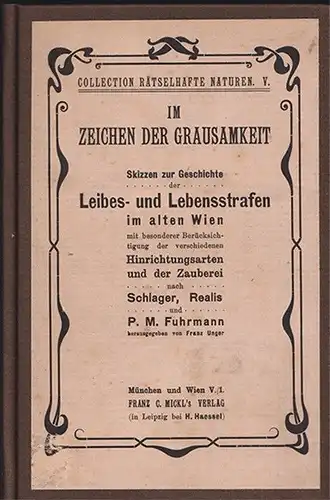 COLLECTION RÄTSELHAFTE NATUREN. V.
IM
ZEICHEN DER GRAUSAMKEIT
Skizzen zur Geschichte
der
Leibes- und Lebensstrafen
im alten Wien
mit besonderer Berücksich-
tigung der verschiedenen
Hinrichtungsarten
und der Zauberei
nach
Schlager, Realis
und
P. M. Fuhrmann
herausgegeben von Franz Unger
München und Wien V./1.
FRANZ C. MICKL's VERLAG
(in Leipzig bei H. Haessel)